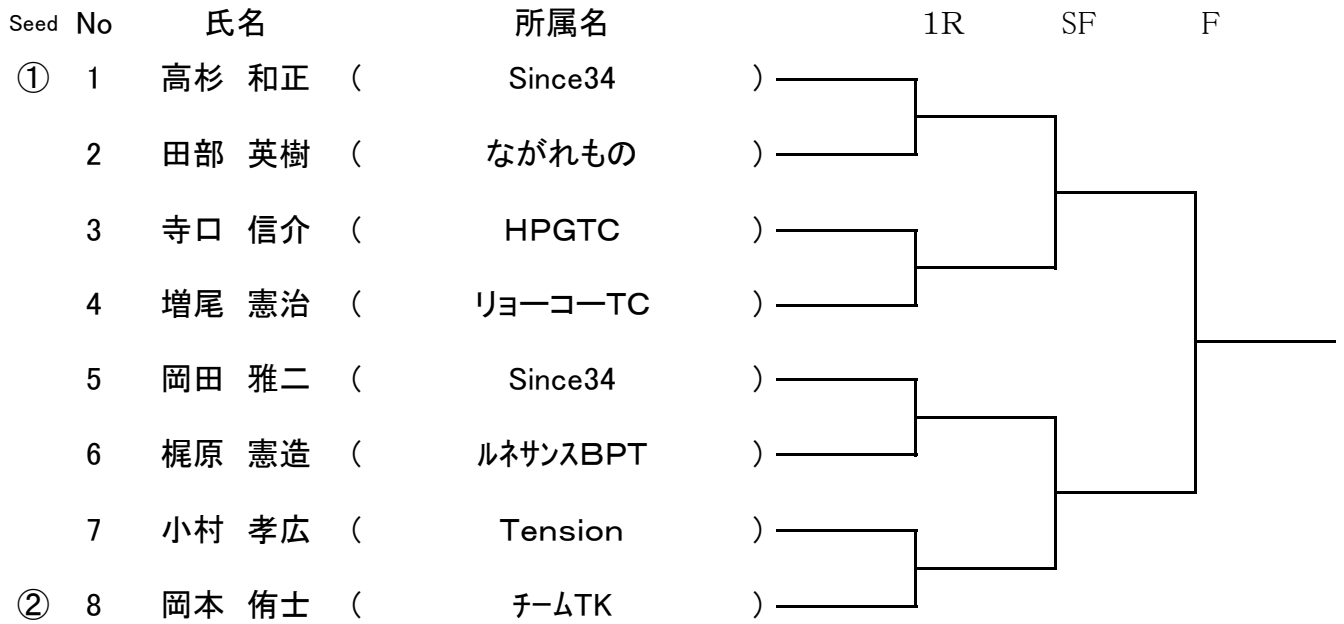 Seed No 氏名 所属名 1R SF F
① 1 高杉 和正 ( Since34 )
2 田部 英樹 ( ながれもの )
3 寺口 信介 ( HPGTC )
4 増尾 憲治 ( リョーコーTC )
5 岡田 雅二 ( Since34 )
6 梶原 憲造 ( ルネサンスBPT )
7 小村 孝広 ( Tension )
② 8 岡本 侑士 ( チームTK )